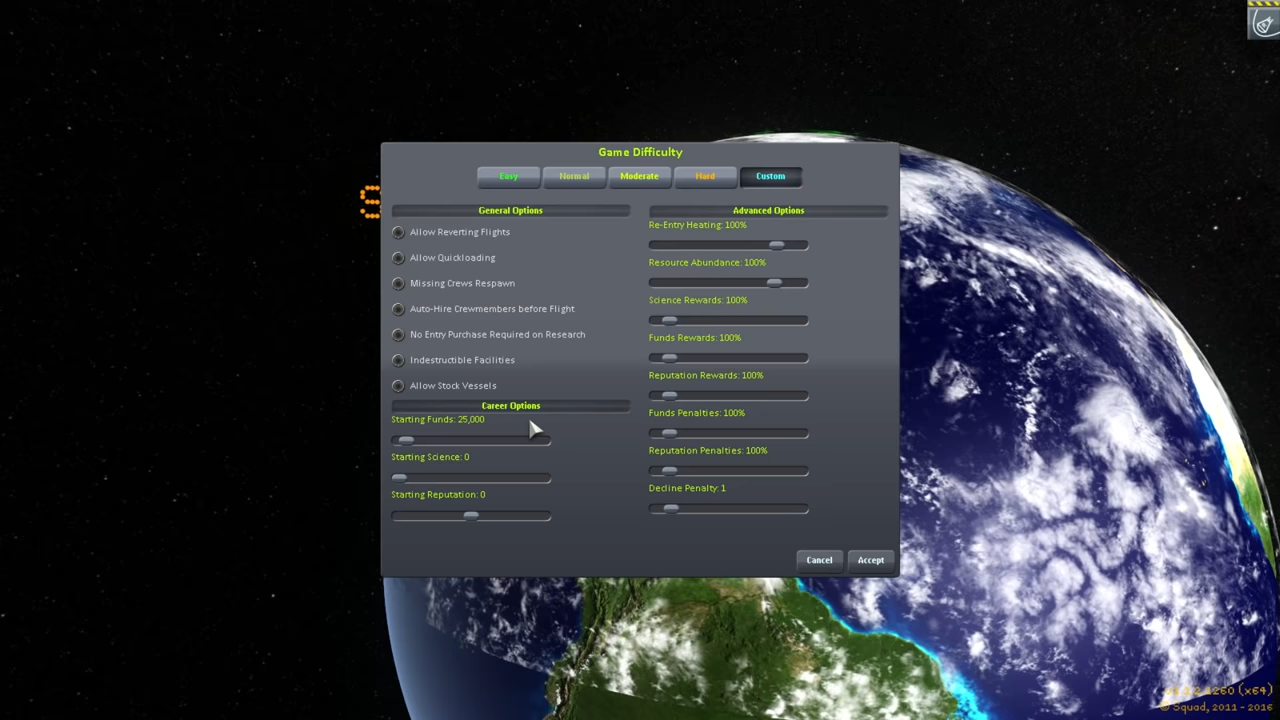 Game Difficulty
Easy
Normal
Moderate
Hard
Custom
General Options
Allow Reverting Flights
Allow Quickloading
Missing Crews Respawn
Auto-Hire Crewmembers before Flight
No Entry Purchase Required on Research
Indestructible Facilities
Allow Stock Vessels
Career Options
Starting Funds: 25,000
Starting Science: 0
Starting Reputation: 0
Advanced Options
Re-Entry Heating: 100%
Resource Abundance: 100%
Science Rewards: 100%
Funds Rewards: 100%
Reputation Rewards: 100%
Funds Penalties: 100%
Reputation Penalties: 100%
Decline Penalty: 1
Cancel
Accept
(x64)
© Squad, 2011 - 2016